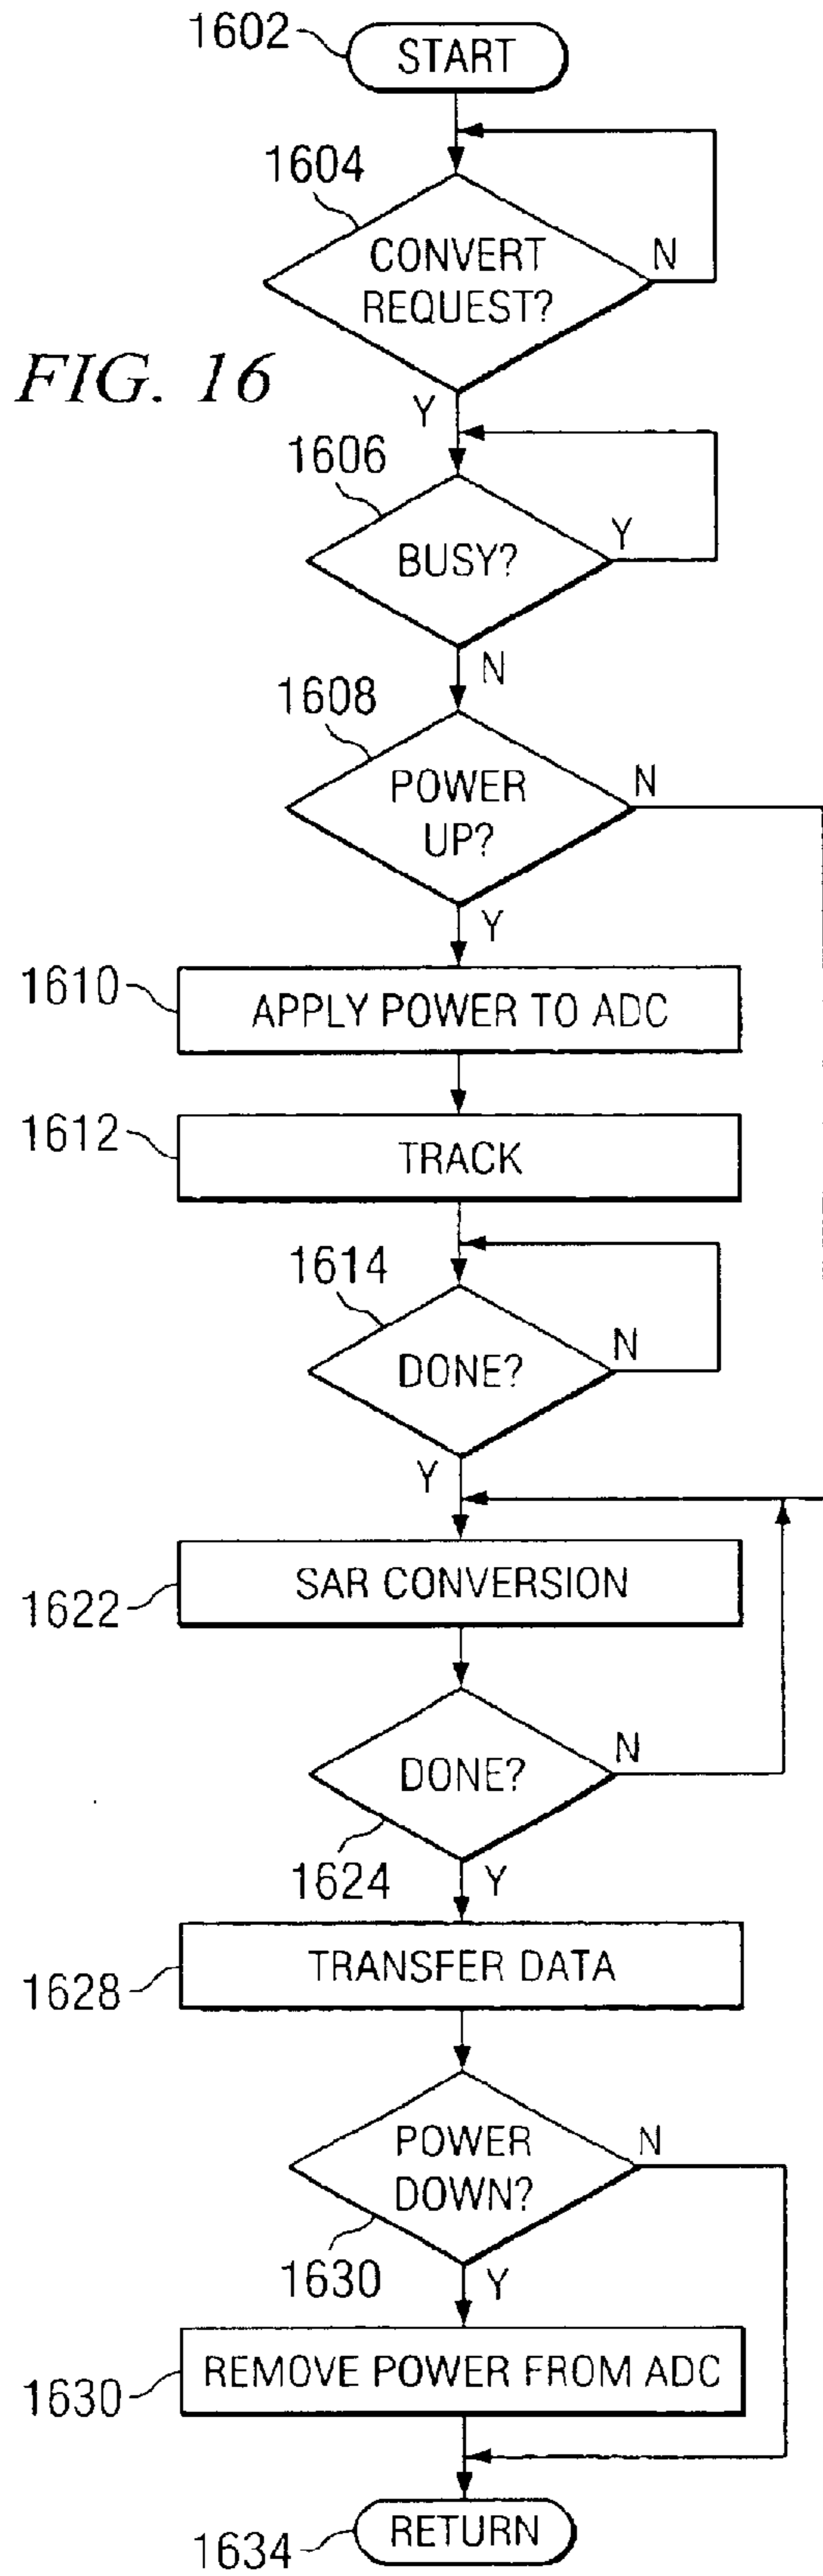 1602
START
1604
CONVERT
REQUEST?
N
FIG. 16
Y
1606
BUSY?
Y
N
1608
POWER
UP?
N
Y
1610
APPLY POWER TO ADC
1612
TRACK
1614
DONE?
N
Y
SAR CONVERSION
1622
DONE?
N
1624
Y
TRANSFER DATA
1628
POWER
DOWN?
N
1630
Y
REMOVE POWER FROM ADC
1630
RETURN
1634